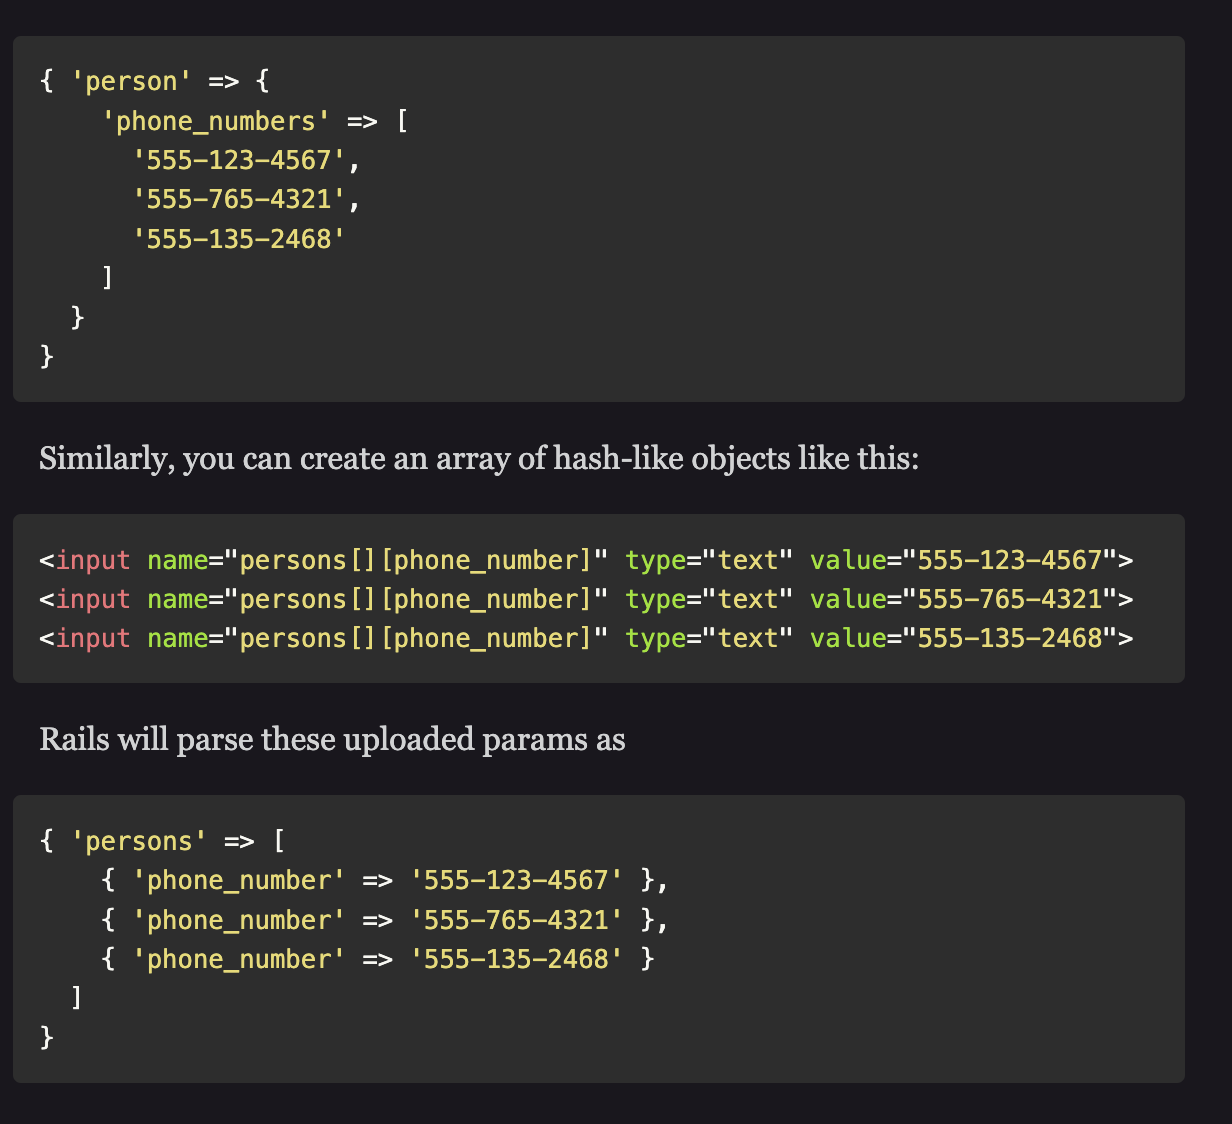 { 'person' => {
    'phone_numbers' => [
      '555-123-4567',
      '555-765-4321',
      '555-135-2468'
    ]
  }
}
Similarly, you can create an array of hash-like objects like this:
<input name="persons[][phone_number]" type="text" value="555-123-4567">
<input name="persons[][phone_number]" type="text" value="555-765-4321">
<input name="persons[][phone_number]" type="text" value="555-135-2468">
Rails will parse these uploaded params as
{ 'persons' => [
    { 'phone_number' => '555-123-4567' },
    { 'phone_number' => '555-765-4321' },
    { 'phone_number' => '555-135-2468' }
  ]
}